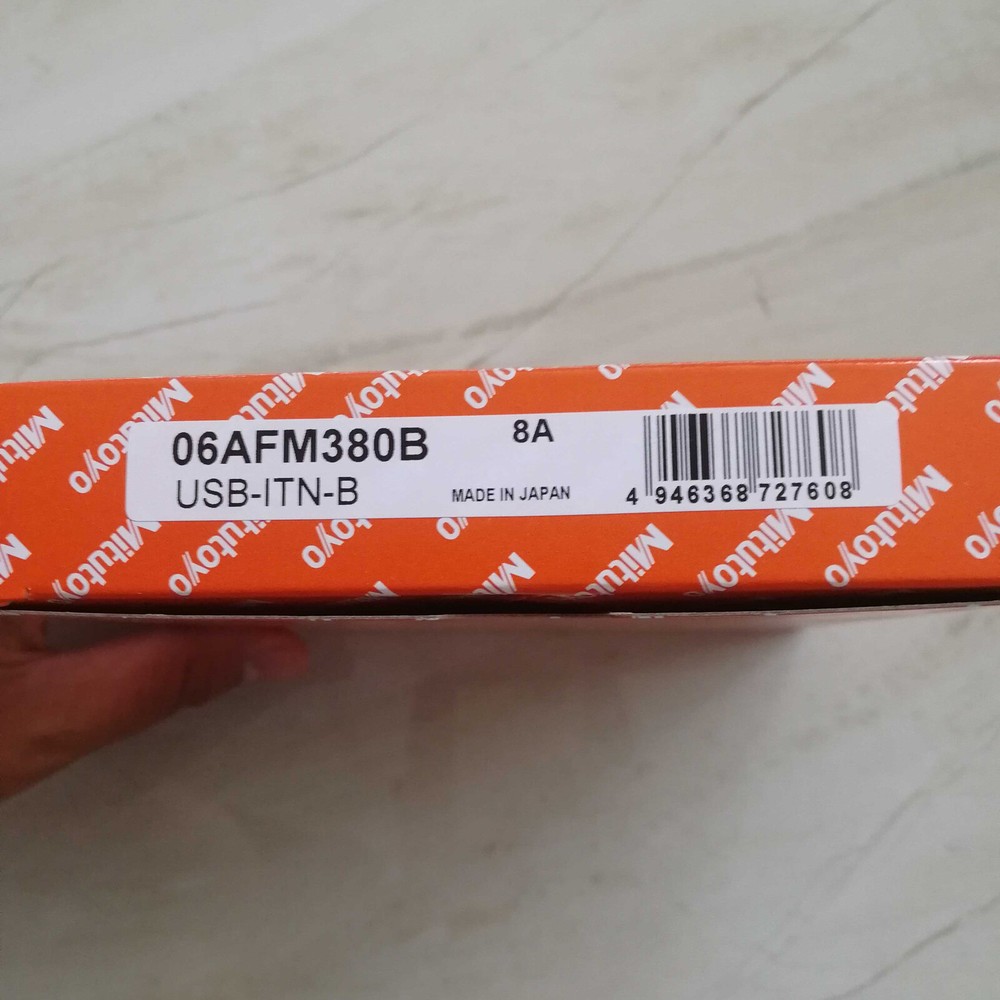 Mitutoyo
06AFM380B
8A
USB-ITN-B
MADE IN JAPAN
4 946368 727608